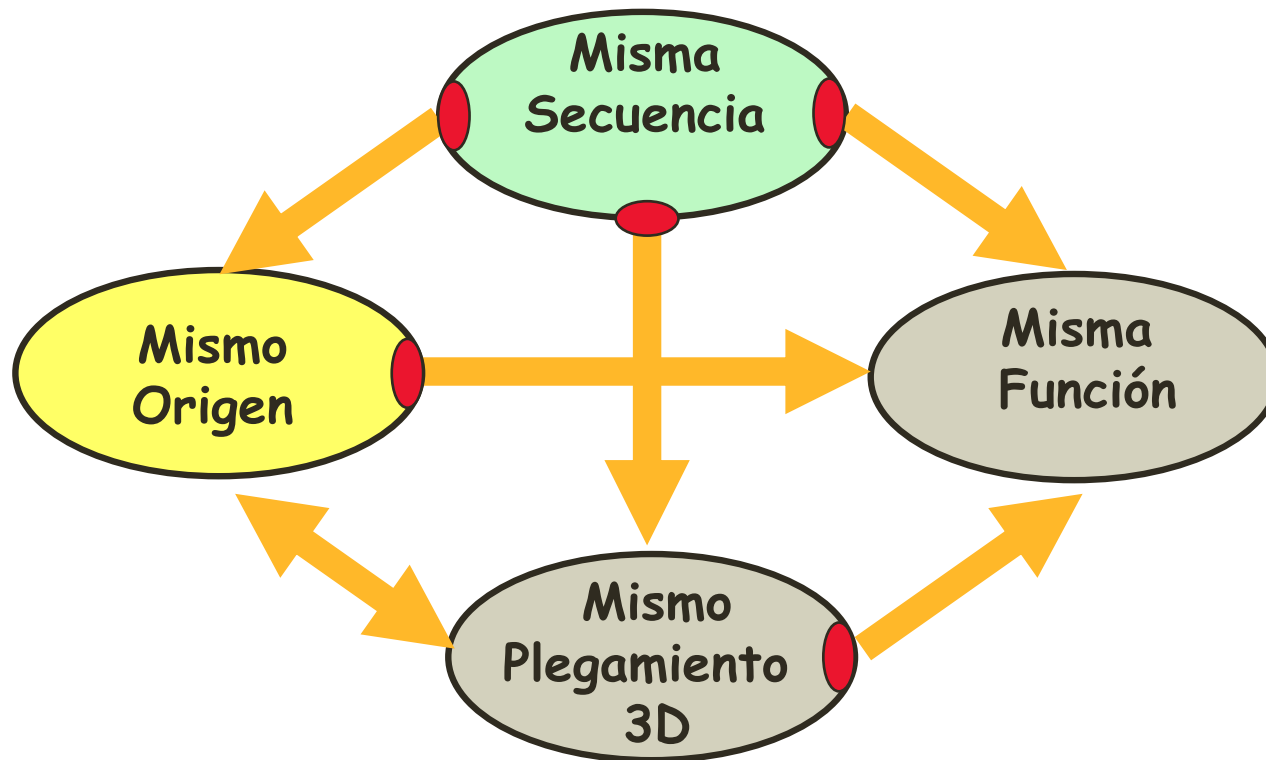 Misma
Secuencia
Mismo
Origen
Misma
Función
Mismo
Plegamiento
3D